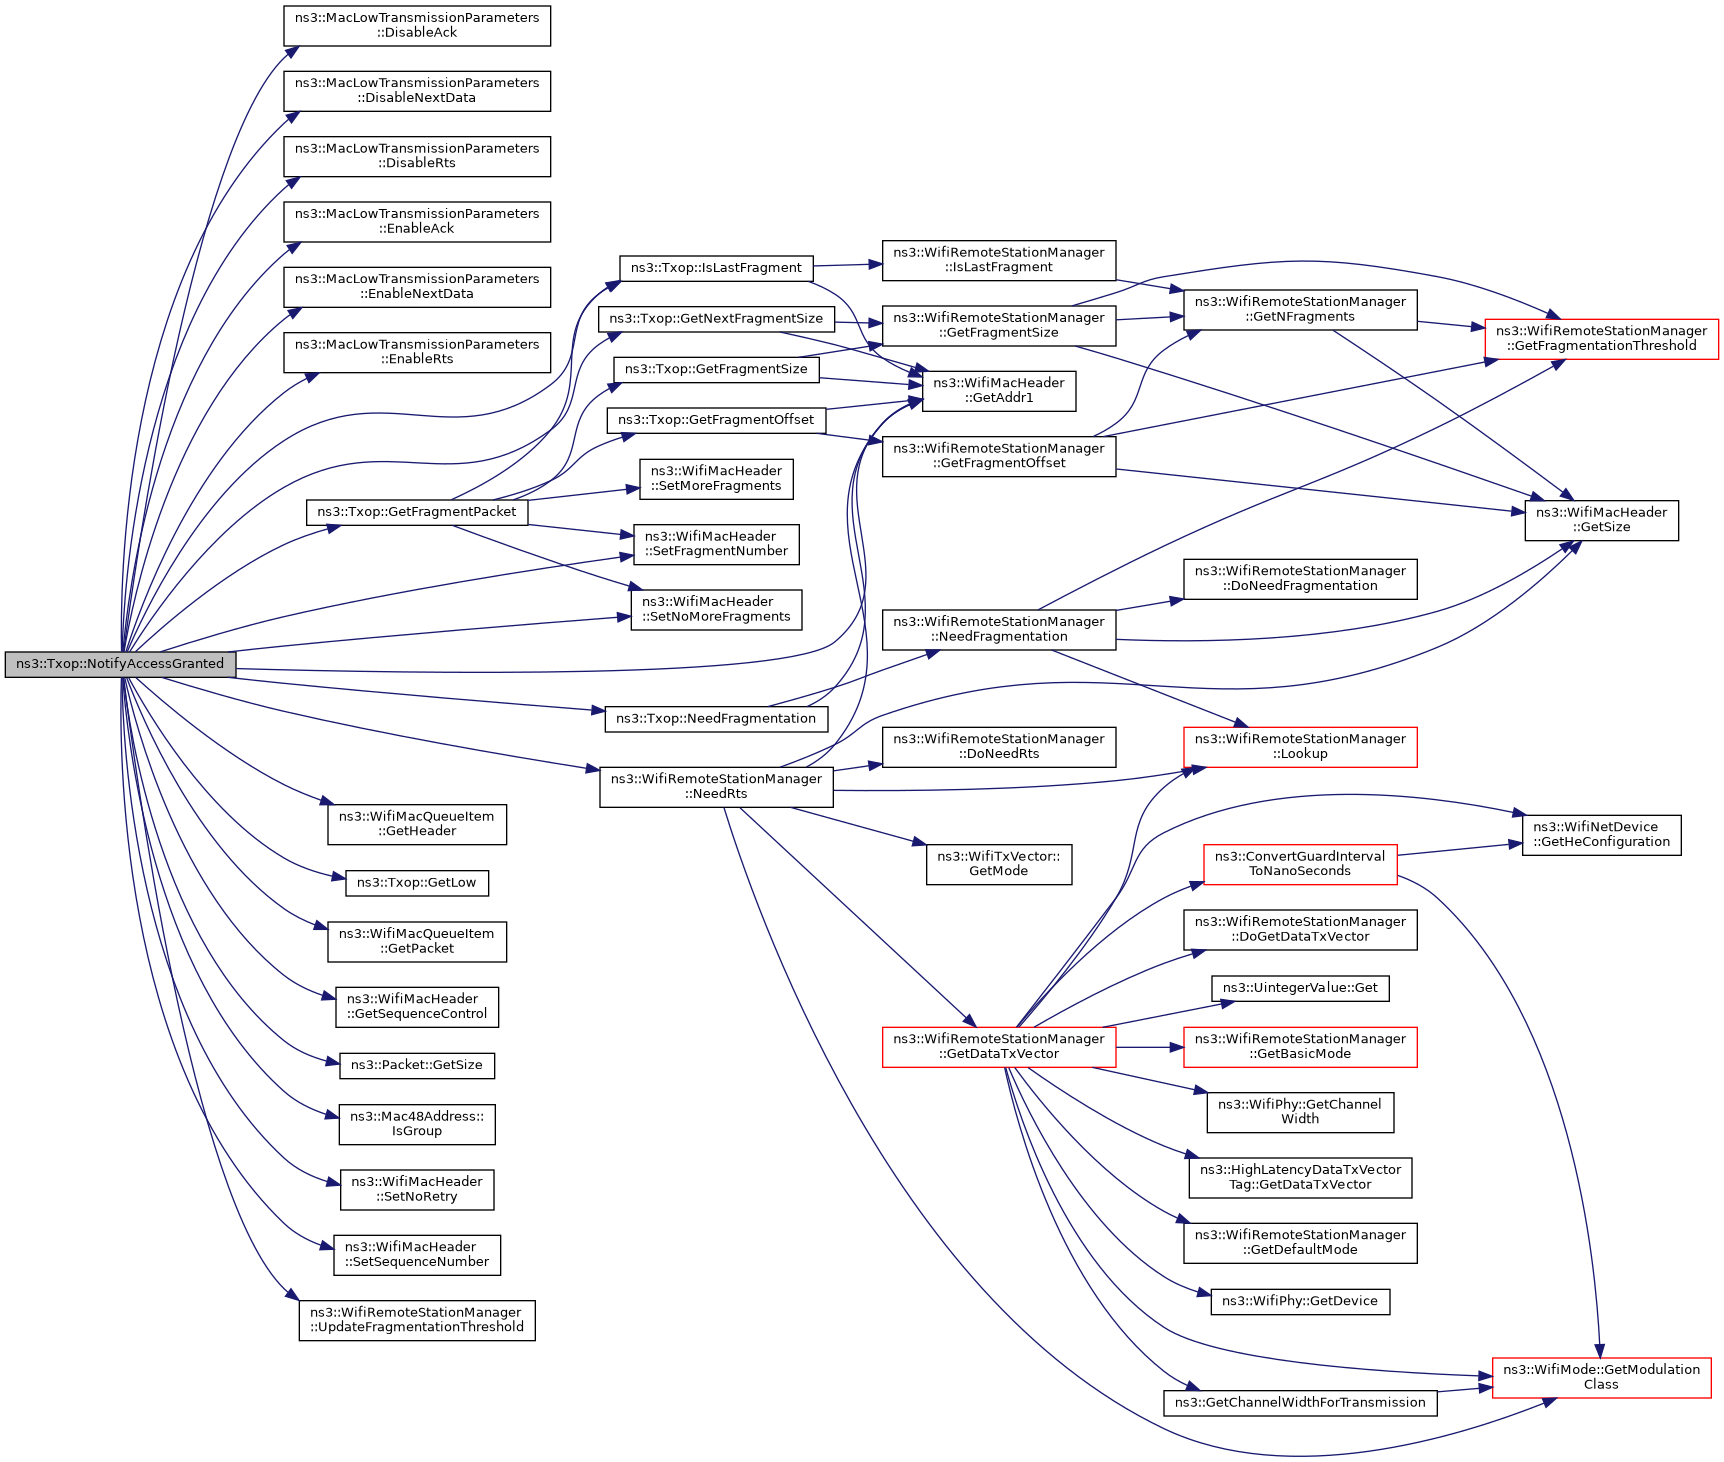 ns3::MacLowTransmissionParameters
::DisableAck
ns3::MacLowTransmissionParameters
::DisableNextData
ns3::MacLowTransmissionParameters
::DisableRts
ns3::MacLowTransmissionParameters
::EnableAck
ns3::MacLowTransmissionParameters
::EnableNextData
ns3::MacLowTransmissionParameters
::EnableRts
ns3::Txop::GetFragmentPacket
ns3::Txop::NotifyAccessGranted
ns3::WifiMacQueueItem
::GetHeader
ns3::Txop::GetLow
ns3::WifiMacQueueItem
::GetPacket
ns3::WifiMacHeader
::GetSequenceControl
ns3::Packet::GetSize
ns3::Mac48Address::
IsGroup
ns3::WifiMacHeader
::SetNoRetry
ns3::WifiMacHeader
::SetSequenceNumber
ns3::WifiRemoteStationManager
::UpdateFragmentationThreshold
ns3::Txop::IsLastFragment
ns3::Txop::GetNextFragmentSize
ns3::Txop::GetFragmentSize
ns3::Txop::GetFragmentOffset
ns3::WifiMacHeader
::SetMoreFragments
ns3::WifiMacHeader
::SetFragmentNumber
ns3::WifiMacHeader
::SetNoMoreFragments
ns3::Txop::NeedFragmentation
ns3::WifiRemoteStationManager
::NeedRts
ns3::WifiRemoteStationManager
::IsLastFragment
ns3::WifiRemoteStationManager
::GetFragmentSize
ns3::WifiMacHeader
::GetAddr1
ns3::WifiRemoteStationManager
::GetFragmentOffset
ns3::WifiRemoteStationManager
::NeedFragmentation
ns3::WifiRemoteStationManager
::DoNeedRts
ns3::WifiTxVector::
GetMode
ns3::WifiRemoteStationManager
::GetDataTxVector
ns3::WifiRemoteStationManager
::GetNFragments
ns3::WifiRemoteStationManager
::DoNeedFragmentation
ns3::WifiRemoteStationManager
::Lookup
ns3::ConvertGuardInterval
ToNanoSeconds
ns3::WifiRemoteStationManager
::DoGetDataTxVector
ns3::UintegerValue::Get
ns3::WifiRemoteStationManager
::GetBasicMode
ns3::WifiPhy::GetChannel
Width
ns3::HighLatencyDataTxVector
Tag::GetDataTxVector
ns3::WifiRemoteStationManager
::GetDefaultMode
ns3::WifiPhy::GetDevice
ns3::GetChannelWidthForTransmission
ns3::WifiRemoteStationManager
::GetFragmentationThreshold
ns3::WifiMacHeader
::GetSize
ns3::WifiNetDevice
::GetHeConfiguration
ns3::WifiMode::GetModulation
Class